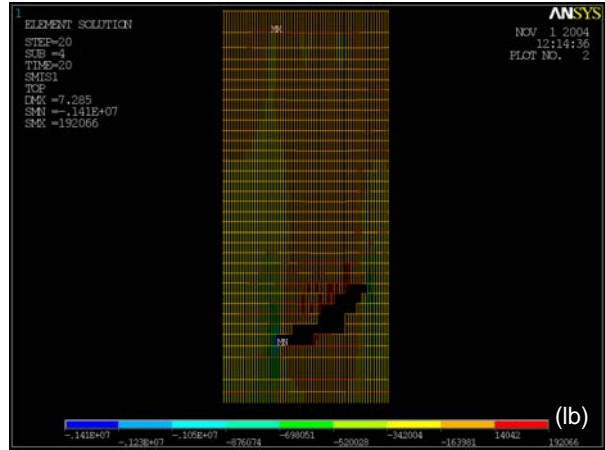 1
ELEMENT SOLUTION
STEP=20
SUB =4
TIME=20
SMIS1
TOP
DMX =7.285
SMN =-.141E+07
SMX =192066
ANSYS
NOV 1 2004
12:14:36
PLOT NO. 2
MX
MN
(lb)
-.141E+07
-.123E+07
-.105E+07
-876074
-698051
-520028
-342004
-163981
14042
192066